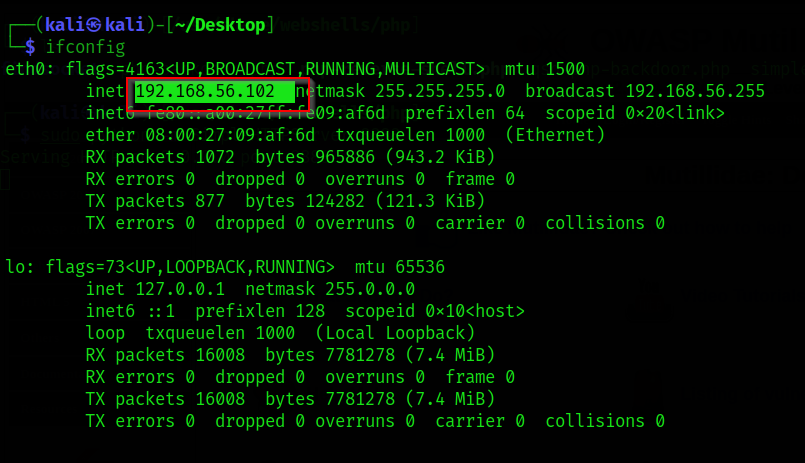 ┌──(kali㉿kali)-[~/Desktop]
└─$ ifconfig
eth0: flags=4163<UP,BROADCAST,RUNNING,MULTICAST>  mtu 1500
        inet 192.168.56.102  netmask 255.255.255.0  broadcast 192.168.56.255
        inet6 fe80::a00:27ff:fe09:af6d  prefixlen 64  scopeid 0×20<link>
        ether 08:00:27:09:af:6d  txqueuelen 1000  (Ethernet)
        RX packets 1072  bytes 965886 (943.2 KiB)
        RX errors 0  dropped 0  overruns 0  frame 0
        TX packets 877  bytes 124282 (121.3 KiB)
        TX errors 0  dropped 0 overruns 0  carrier 0  collisions 0

lo: flags=73<UP,LOOPBACK,RUNNING>  mtu 65536
        inet 127.0.0.1  netmask 255.0.0.0
        inet6 ::1  prefixlen 128  scopeid 0×10<host>
        loop  txqueuelen 1000  (Local Loopback)
        RX packets 16008  bytes 7781278 (7.4 MiB)
        RX errors 0  dropped 0  overruns 0  frame 0
        TX packets 16008  bytes 7781278 (7.4 MiB)
        TX errors 0  dropped 0 overruns 0  carrier 0  collisions 0